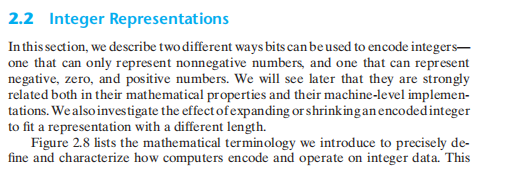 2.2 Integer Representations
In this section, we describe two different ways bits can be used to encode integers—
one that can only represent nonnegative numbers, and one that can represent
negative, zero, and positive numbers. We will see later that they are strongly
related both in their mathematical properties and their machine-level implemen-
tations. We also investigate the effect of expanding or shrinking an encoded integer
to fit a representation with a different length.
Figure 2.8 lists the mathematical terminology we introduce to precisely de-
fine and characterize how computers encode and operate on integer data. This